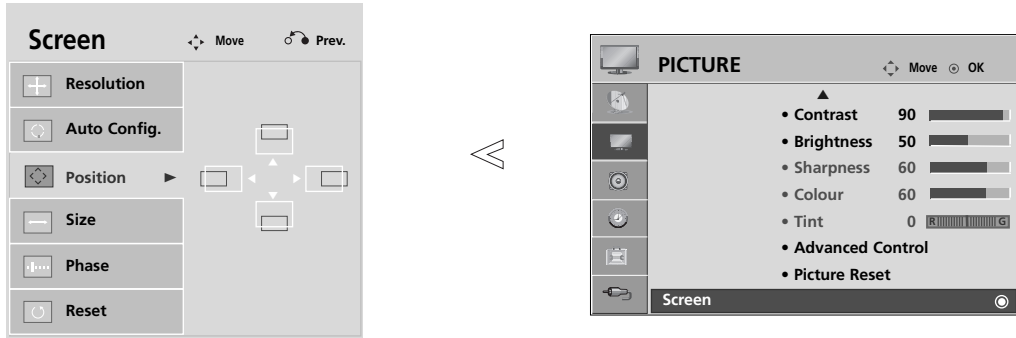 Screen Move Prev.
Resolution
Auto Config.
Position
Size
Phase
Reset
PICTURE Move OK
• Contrast 90
• Brightness 50
• Sharpness 60
• Colour 60
• Tint 0 R G
• Advanced Control
• Picture Reset
Screen